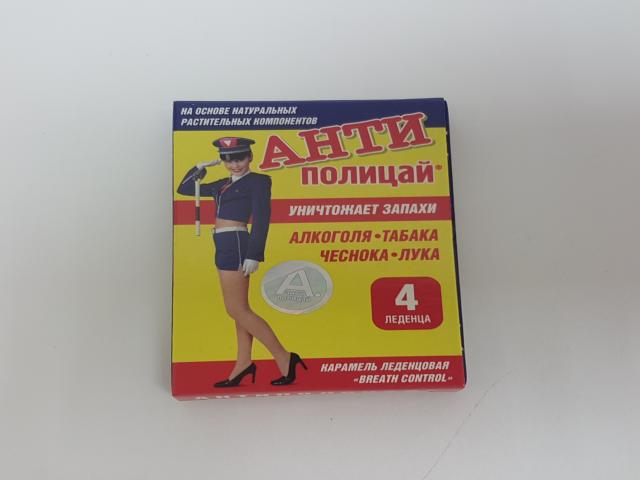 НА ОСНОВЕ НАТУРАЛЬНЫХ
РАСТИТЕЛЬНЫХ КОМПОНЕНТОВ
АНТИ
ПОЛИЦАЙ®
УНИЧТОЖАЕТ ЗАПАХИ
АЛКОГОЛЯ•ТАБАКА
ЧЕСНОКА•ЛУКА
А
4
ЛЕДЕНЦА
КАРАМЕЛЬ ЛЕДЕНЦОВАЯ
«BREATH CONTROL»